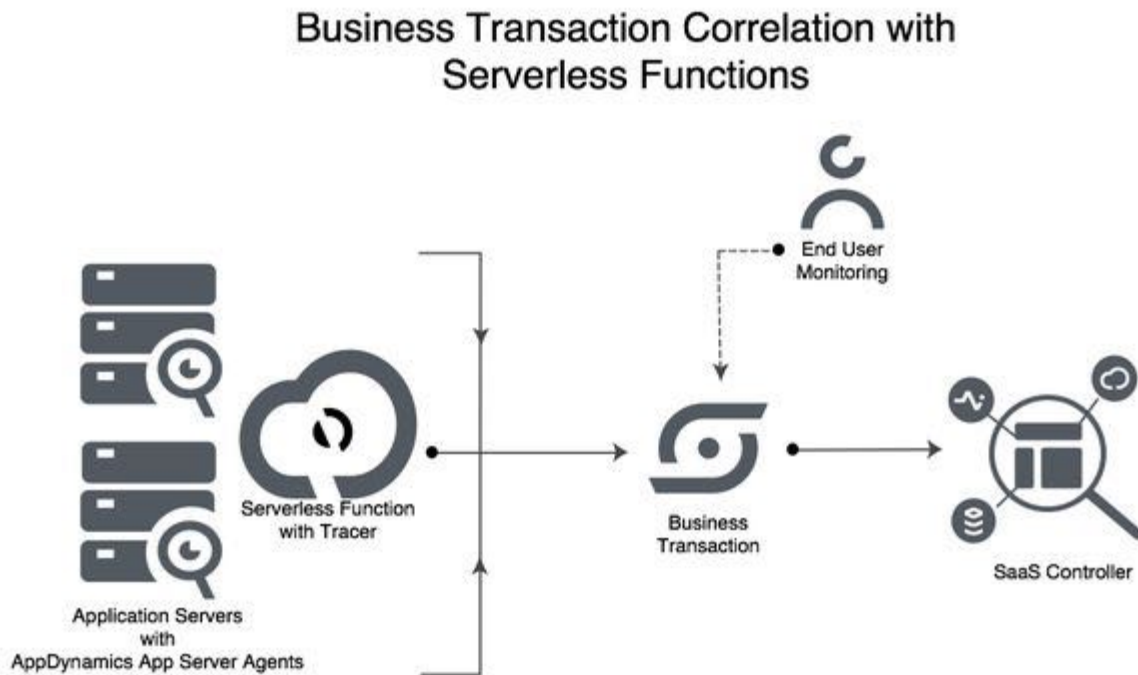 Business Transaction Correlation with
Serverless Functions
End User
Monitoring
Serverless Function
with Tracer
Business
Transaction
SaaS Controller
Application Servers
with
AppDynamics App Server Agents